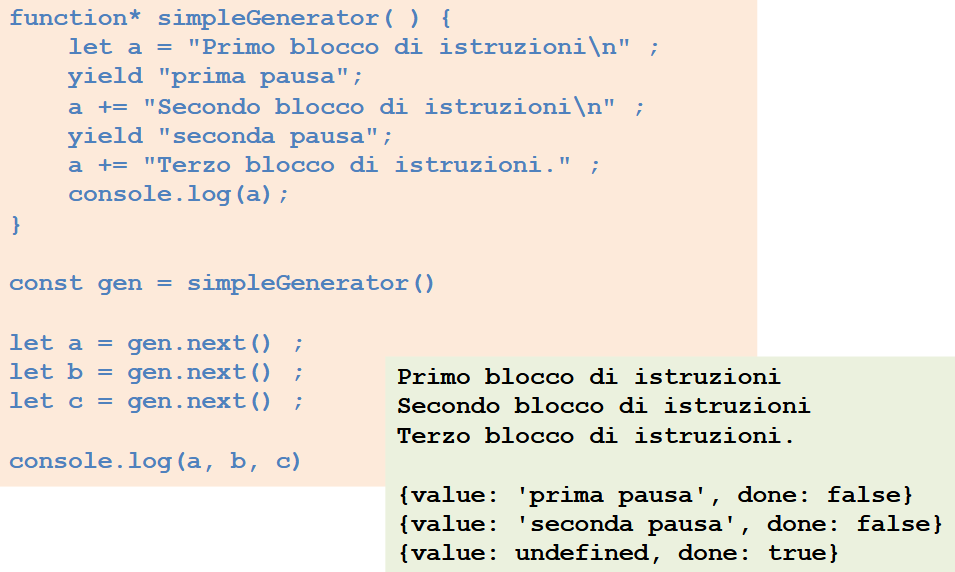 function* simpleGenerator( ) {
    let a = "Primo blocco di istruzioni\n" ;
    yield "prima pausa";
    a += "Secondo blocco di istruzioni\n" ;
    yield "seconda pausa";
    a += "Terzo blocco di istruzioni." ;
    console.log(a);
}

const gen = simpleGenerator()

let a = gen.next() ;
let b = gen.next() ;
let c = gen.next() ;

console.log(a, b, c)

Primo blocco di istruzioni
Secondo blocco di istruzioni
Terzo blocco di istruzioni.

{value: 'prima pausa', done: false}
{value: 'seconda pausa', done: false}
{value: undefined, done: true}